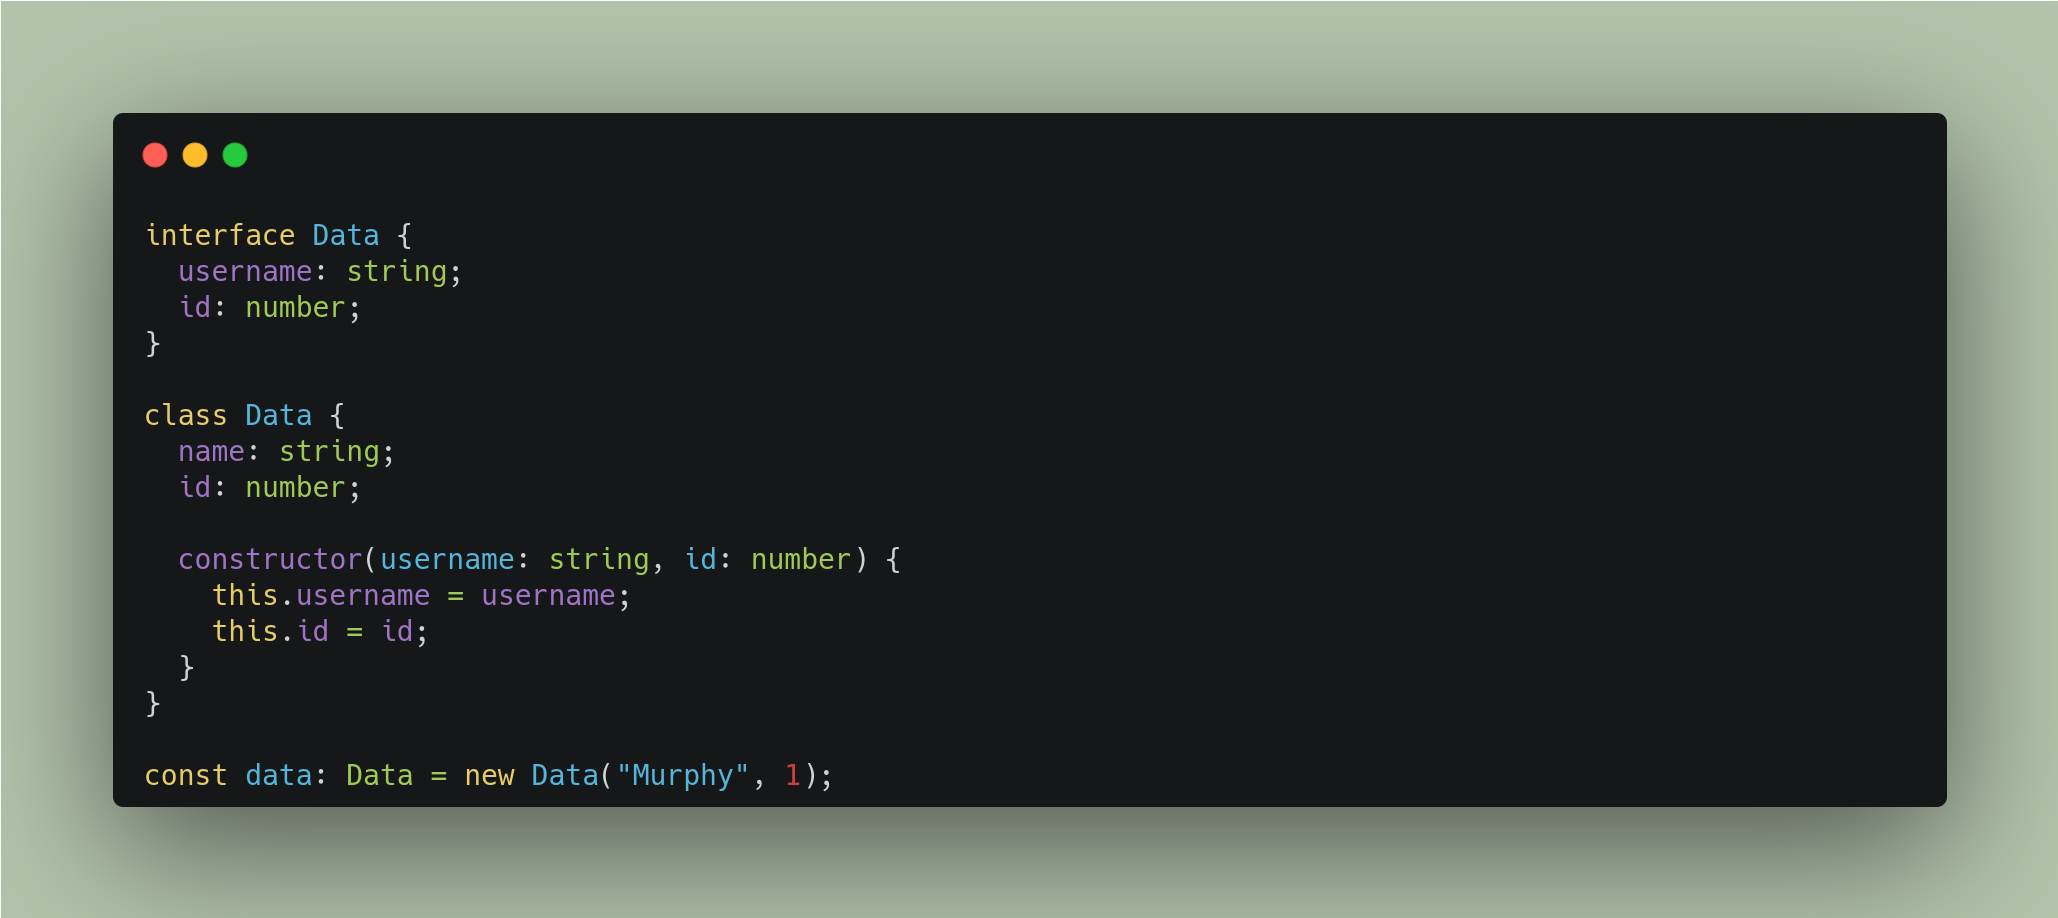 interface Data {
  username: string;
  id: number;
}

class Data {
  name: string;
  id: number;

  constructor(username: string, id: number) {
    this.username = username;
    this.id = id;
  }
}

const data: Data = new Data("Murphy", 1);